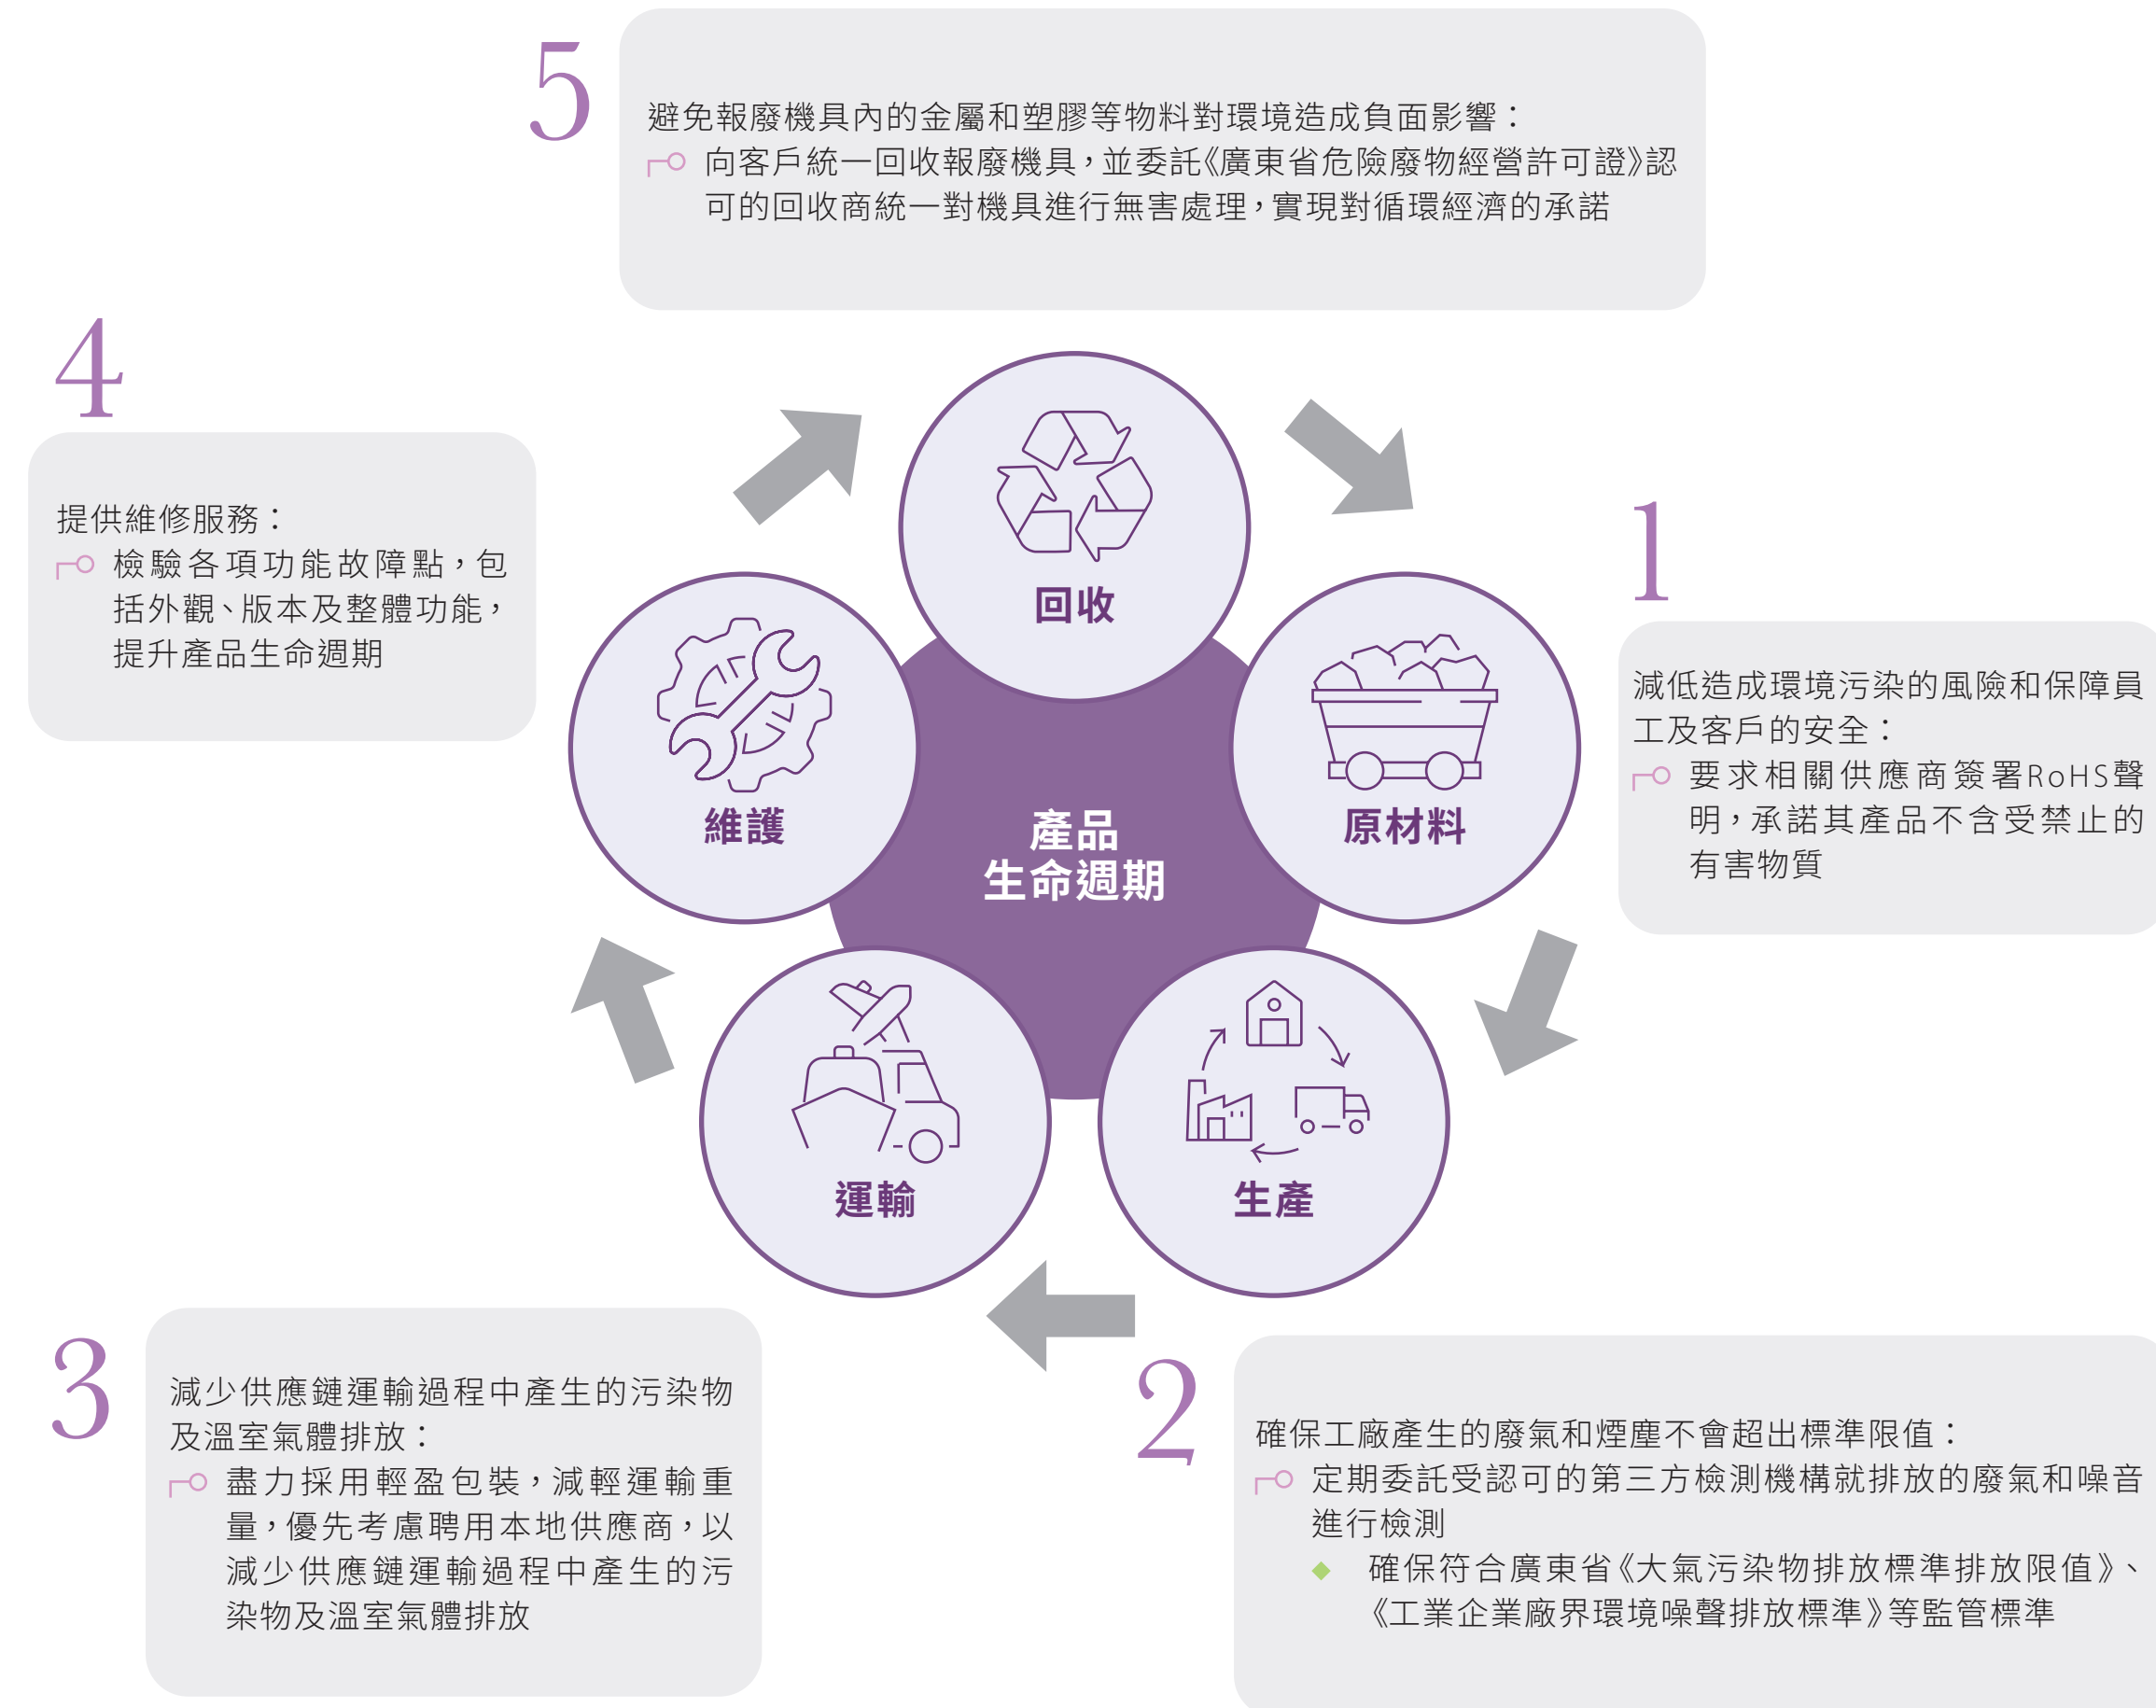 5
避免報廢機具內的金屬和塑膠等物料對環境造成負面影響：
向客戶統一回收報廢機具，並委託《廣東省危險廢物經營許可證》認
可的回收商統一對機具進行無害處理，實現對循環經濟的承諾
4
提供維修服務：
檢驗各項功能故障點，包
括外觀、版本及整體功能，
提升產品生命週期
回收
1
減低造成環境污染的風險和保障員
工及客戶的安全：
要求相關供應商簽署RoHS聲
明，承諾其產品不含受禁止的
有害物質
維護
原材料
產品
生命週期
運輸
生產
3
減少供應鏈運輸過程中產生的污染物
及溫室氣體排放：
盡力採用輕盈包裝，減輕運輸重
量，優先考慮聘用本地供應商，以
減少供應鏈運輸過程中產生的污
染物及溫室氣體排放
2
確保工廠產生的廢氣和煙塵不會超出標準限值：
定期委託受認可的第三方檢測機構就排放的廢氣和噪音
進行檢測
確保符合廣東省《大氣污染物排放標準排放限值》、
《工業企業廠界環境噪聲排放標準》等監管標準